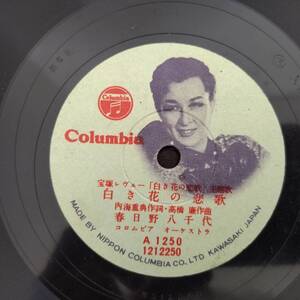 Columbia
Columbia
宝塚レヴュー「白き花の悲歌」主題歌
白き花の悲歌
内海重典作詞・高橋廉作曲
春日野八千代
コロムビア オーケストラ
A 1250
1212250
MADE BY NIPPON COLUMBIA CO. LTD KAWASAKI JAPAN